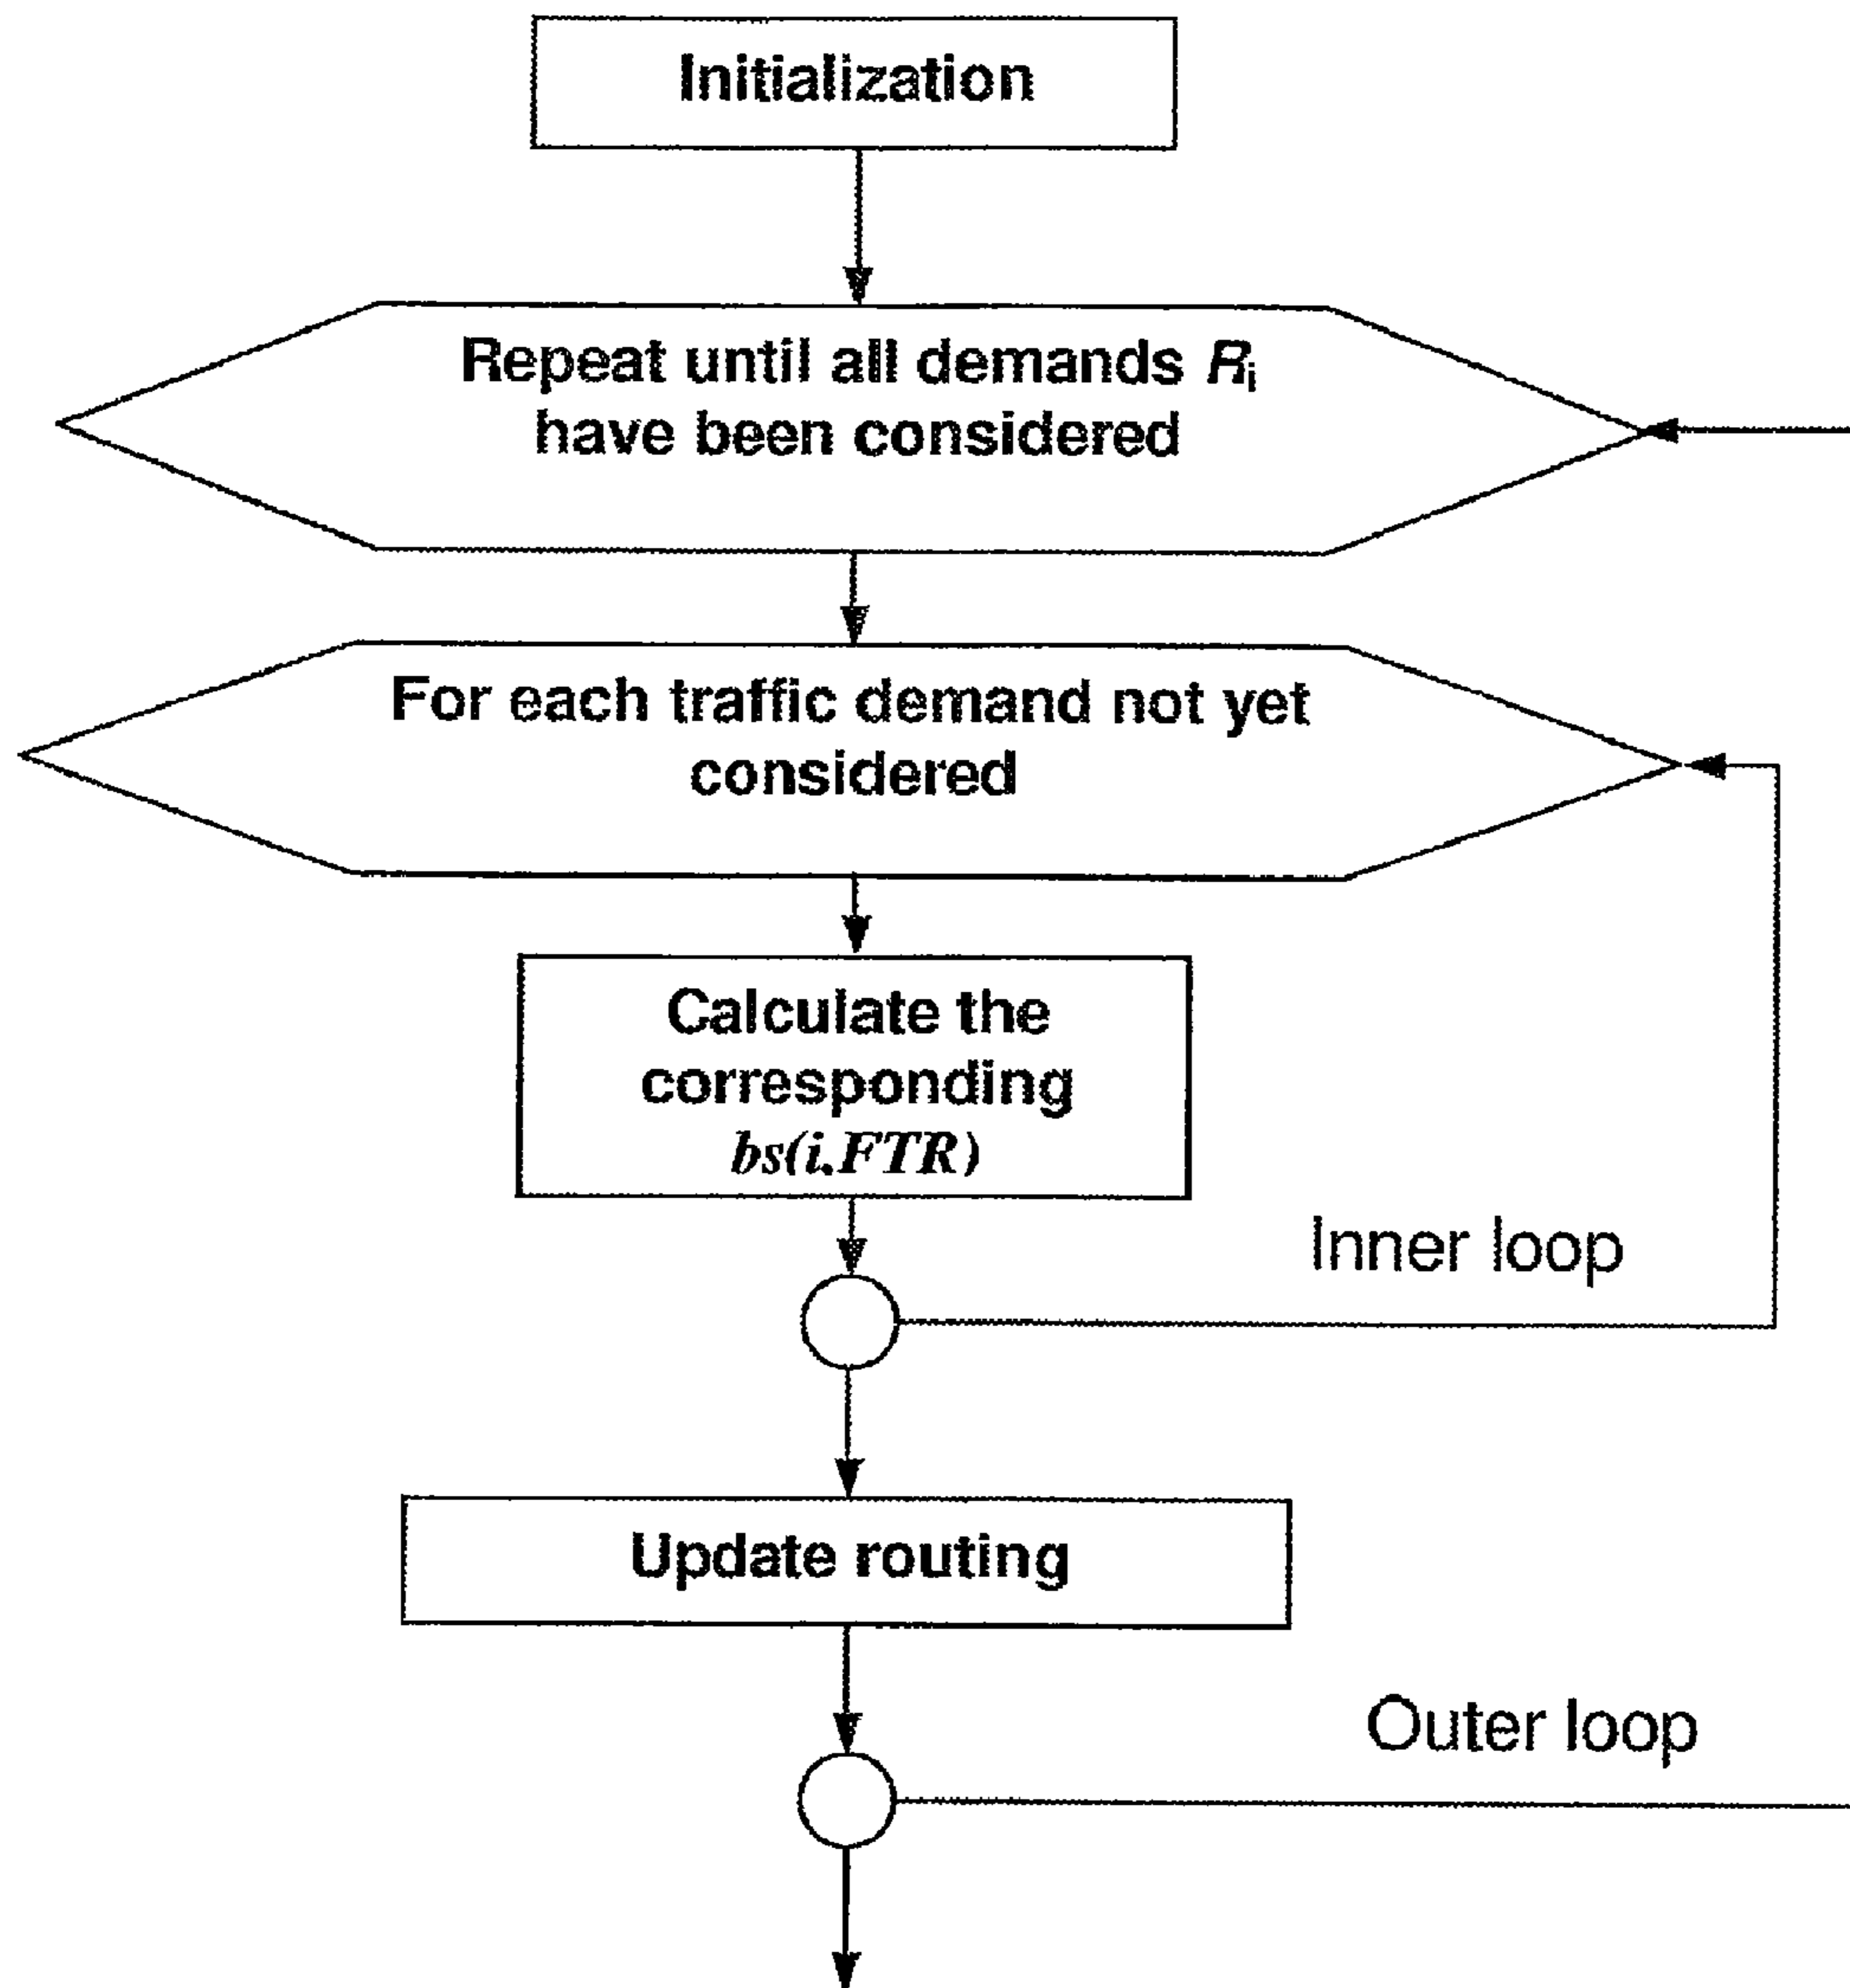 Initialization
Repeat until all demands Ri
have been considered
For each traffic demand not yet
considered
Calculate the
corresponding
bs(i,FTR)
Inner loop
Update routing
Outer loop